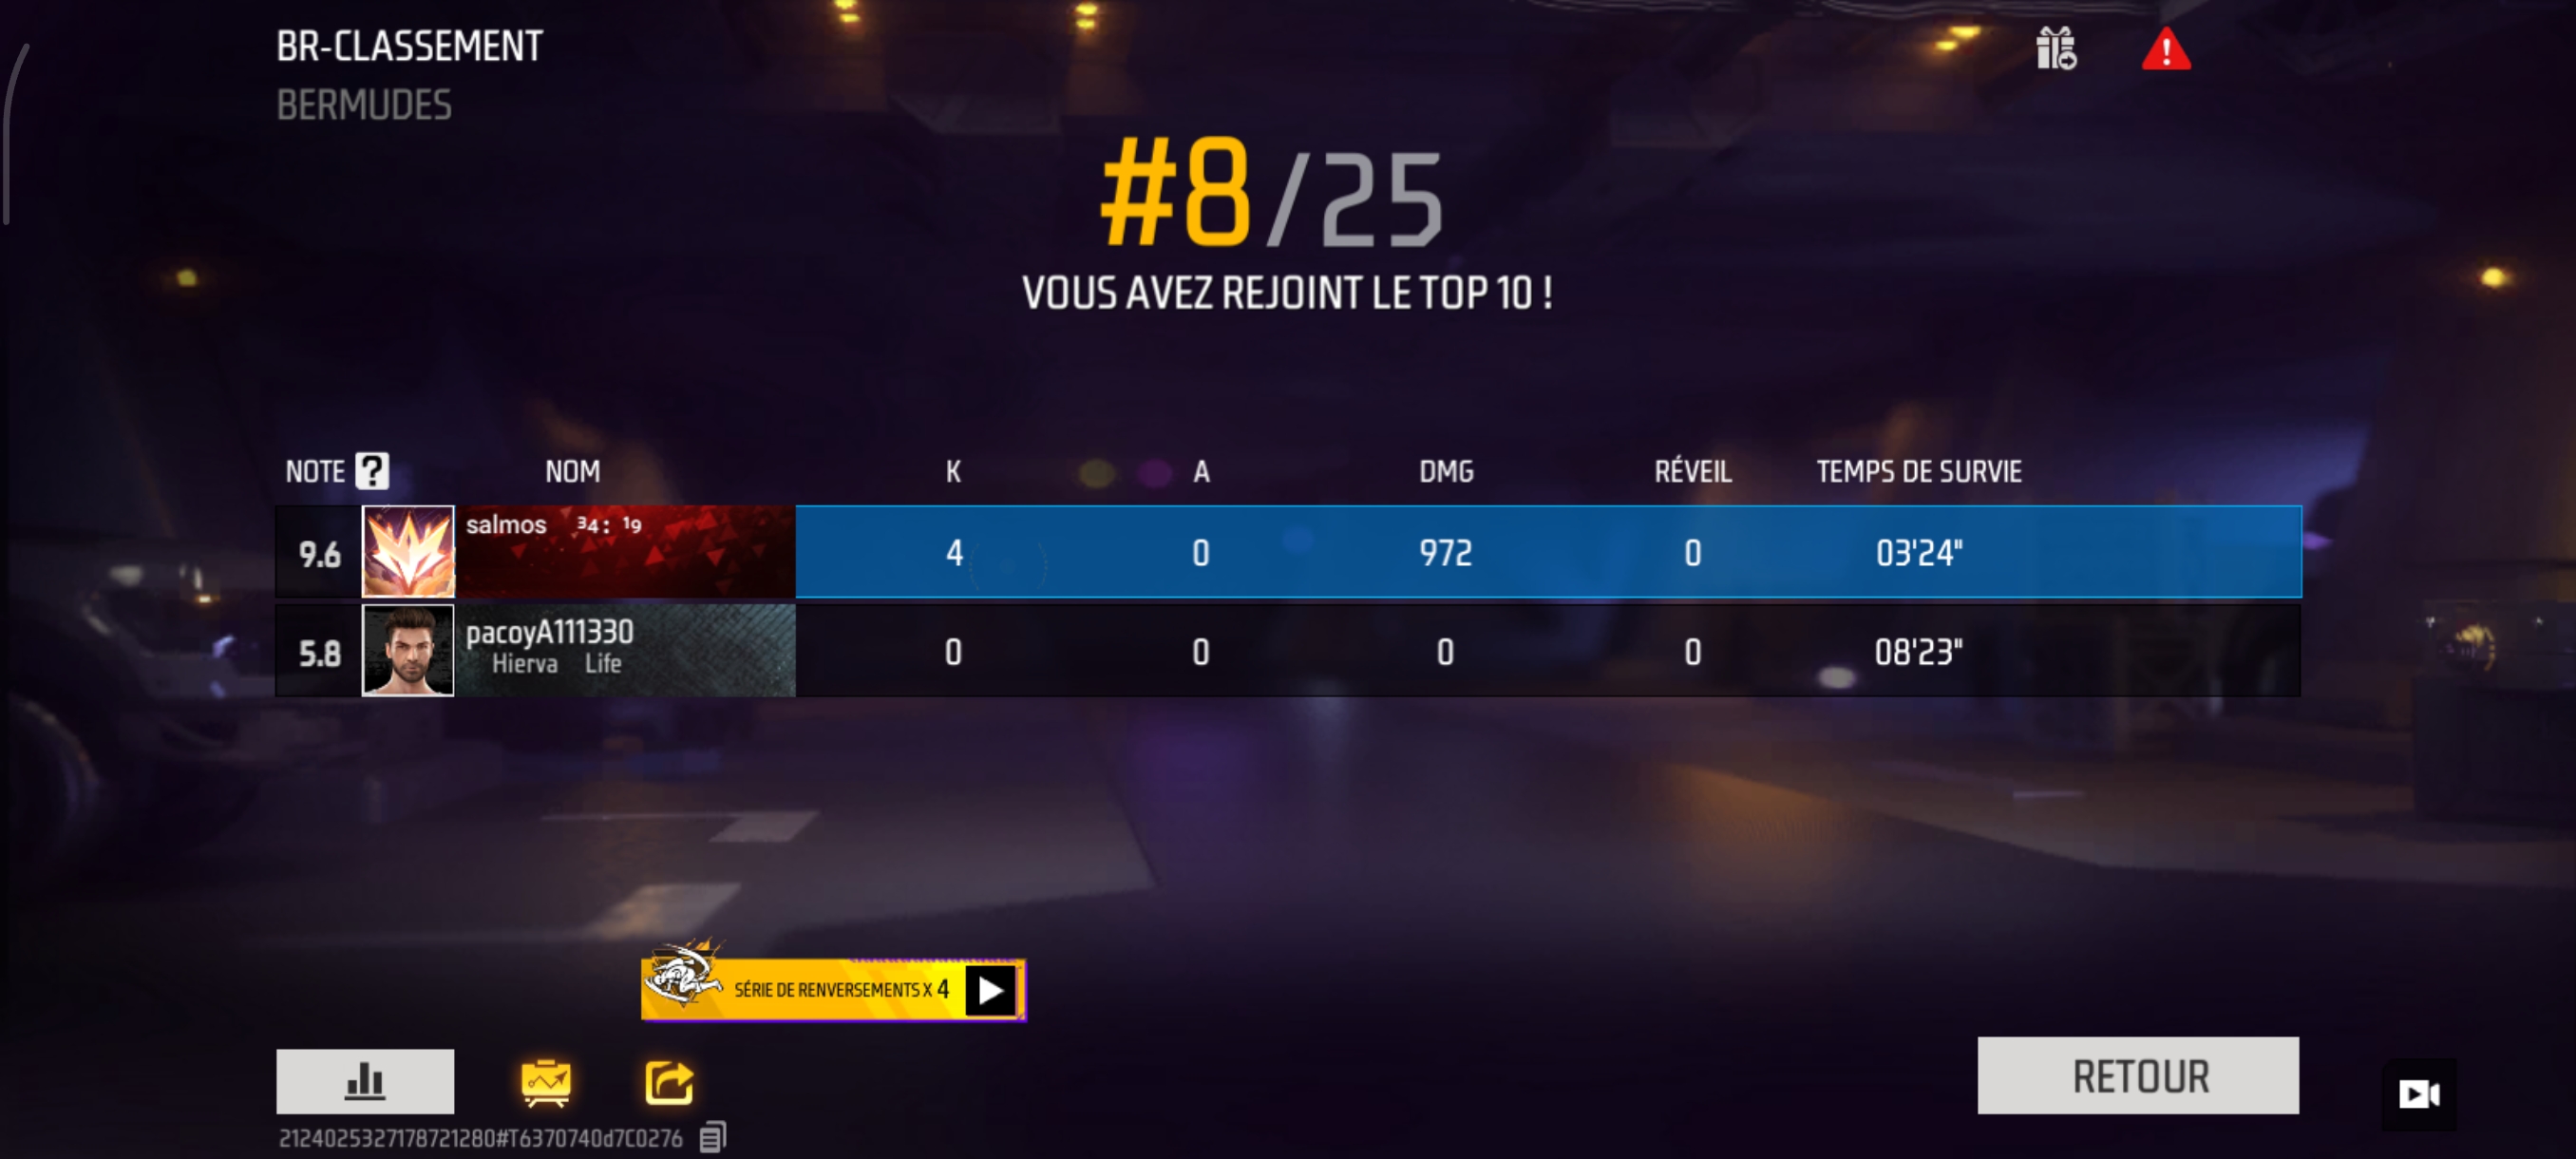 BR-CLASSEMENT
BERMUDES
#8/25
VOUS AVEZ REJOINT LE TOP 10 !
NOTE ? NOM K A DMG RÉVEIL TEMPS DE SURVIE
9.6 salmos ³⁴: ¹⁹ 4 0 972 0 03'24"
5.8 pacoyA111330 0 0 0 0 08'23"
Hierva Life
SÉRIE DE RENVERSEMENTS X 4
RETOUR
2124025327178721280#T6370740d7C0276